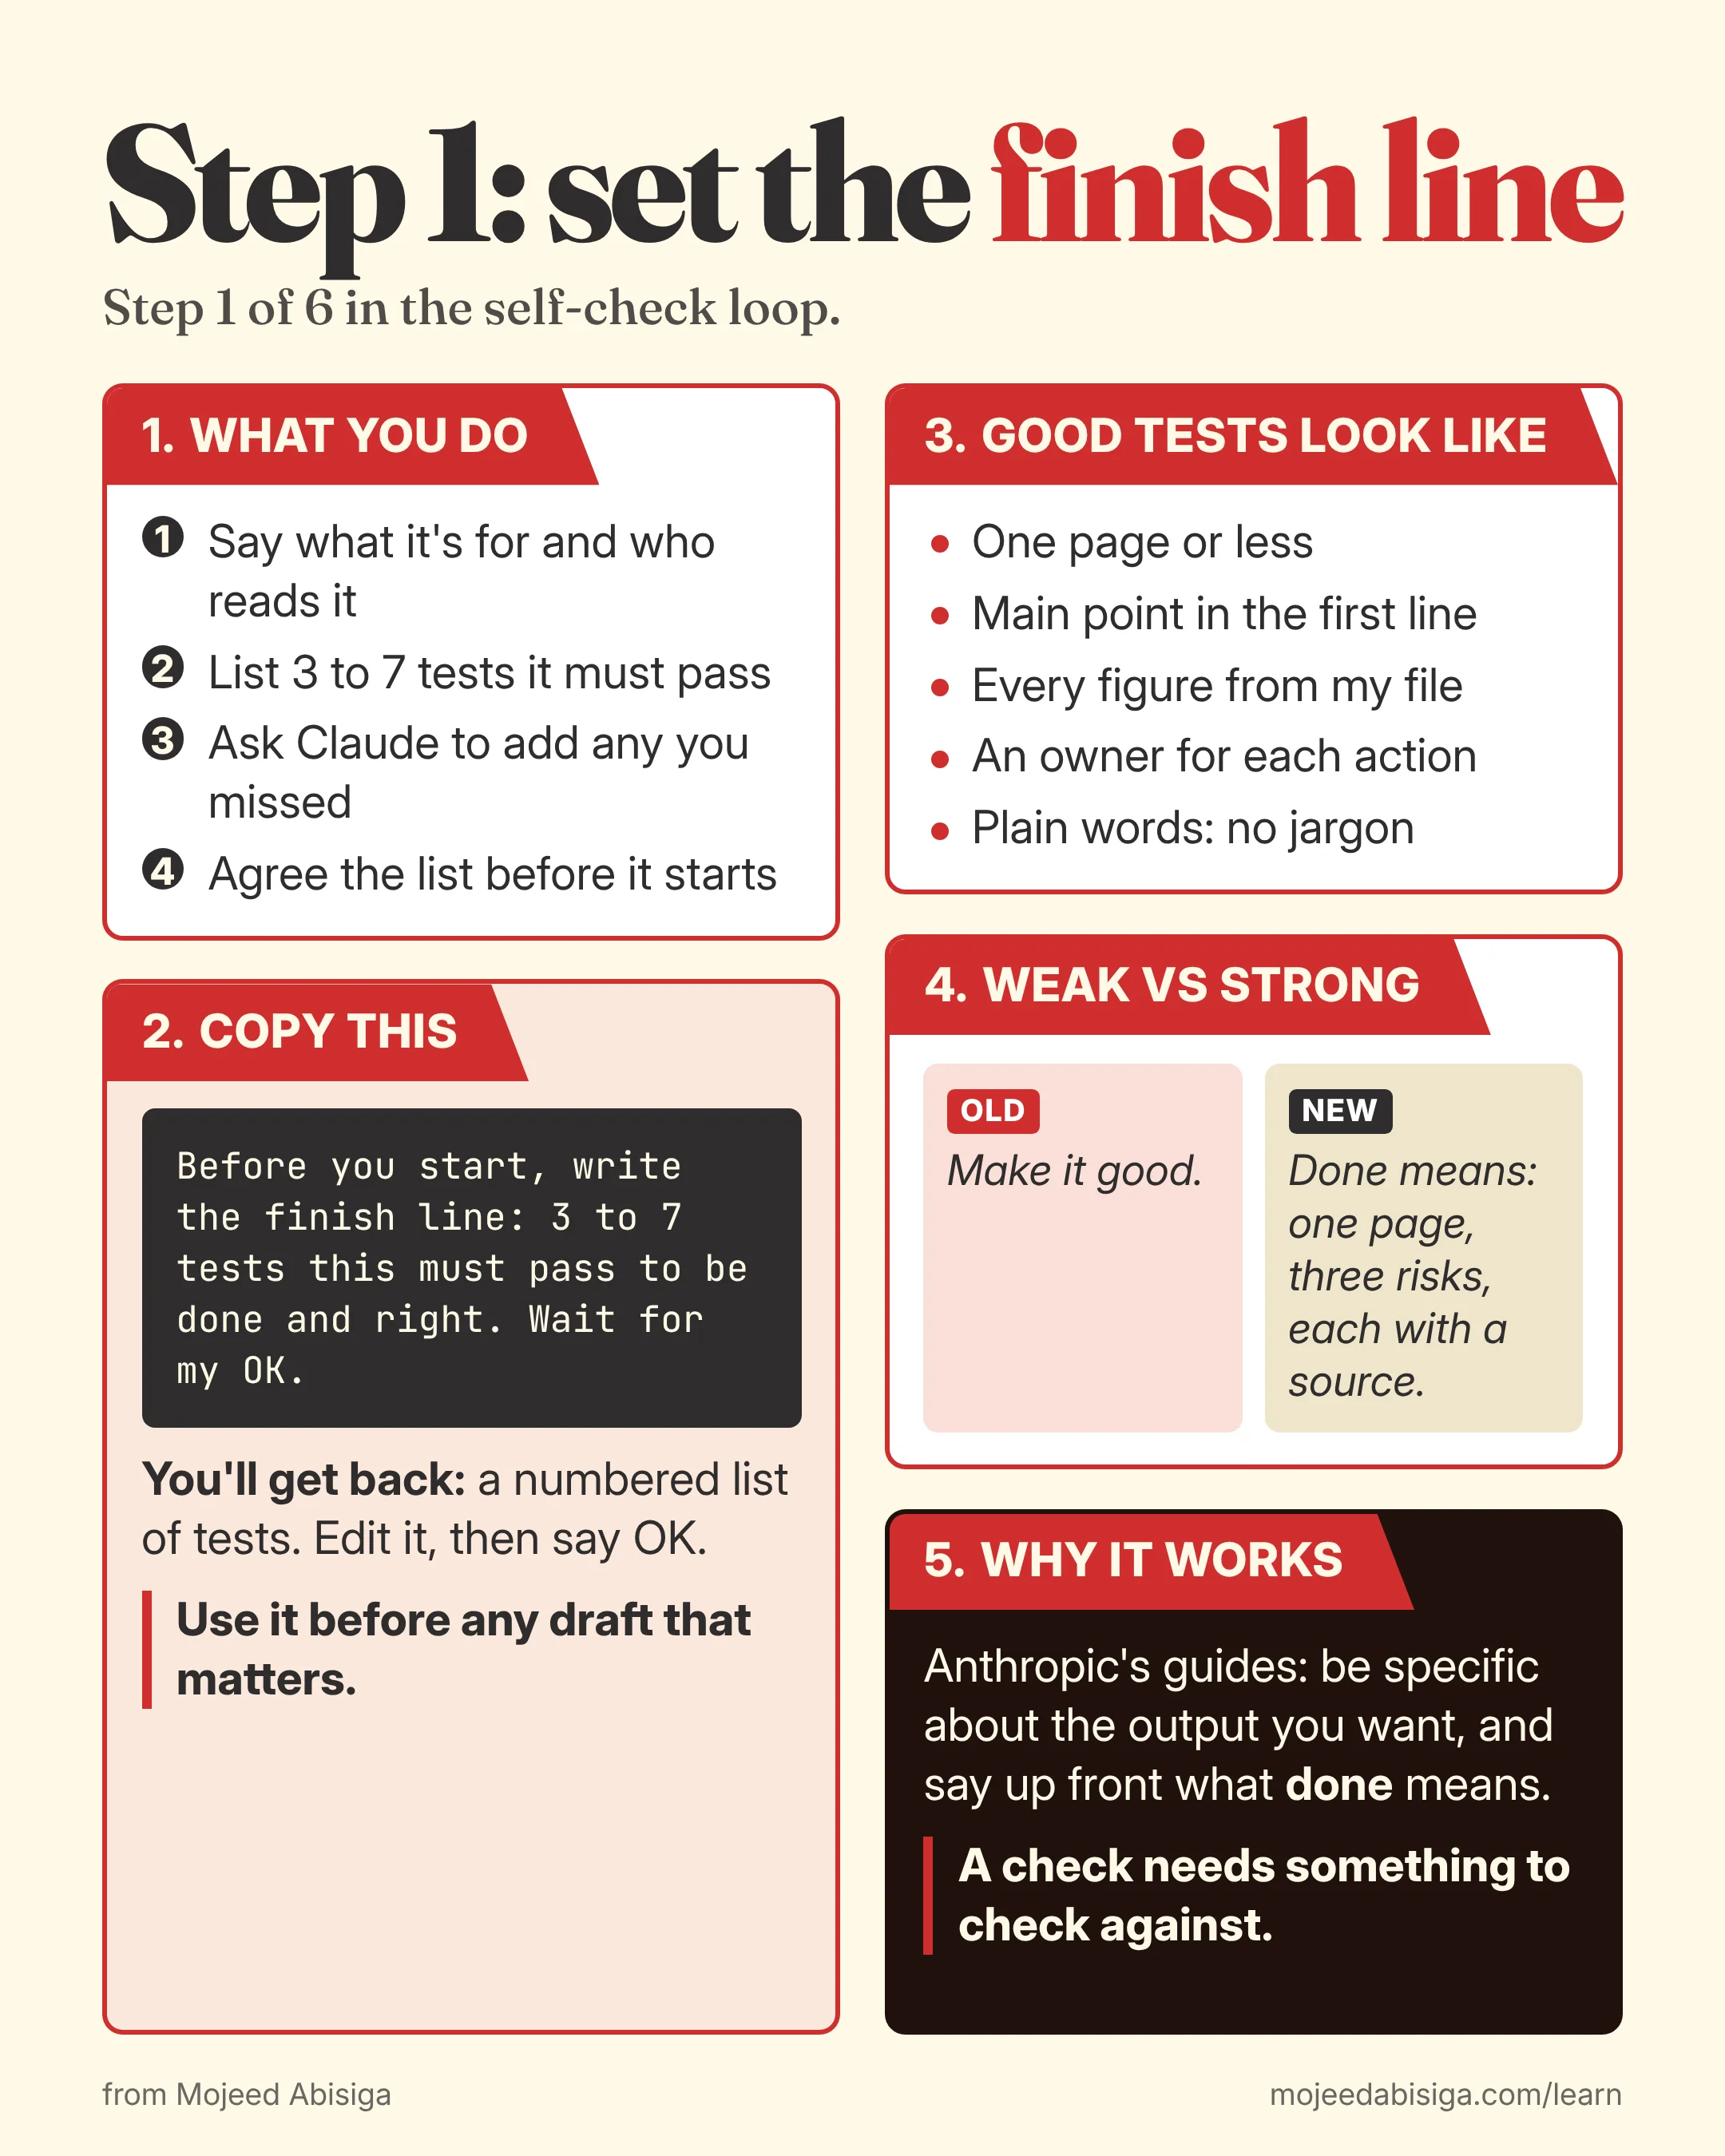 Step 1: set the finish line
Step 1 of 6 in the self-check loop.
1. WHAT YOU DO
1 Say what it's for and who
reads it
2 List 3 to 7 tests it must pass
3 Ask Claude to add any you
missed
4 Agree the list before it starts
2. COPY THIS
Before you start, write
the finish line: 3 to 7
tests this must pass to be
done and right. Wait for
my OK.
You'll get back: a numbered list
of tests. Edit it, then say OK.
Use it before any draft that
matters.
3. GOOD TESTS LOOK LIKE
• One page or less
• Main point in the first line
• Every figure from my file
• An owner for each action
• Plain words: no jargon
4. WEAK VS STRONG
OLD
Make it good.
NEW
Done means:
one page,
three risks,
each with a
source.
5. WHY IT WORKS
Anthropic's guides: be specific
about the output you want, and
say up front what done means.
A check needs something to
check against.
from Mojeed Abisiga
mojeedabisiga.com/learn